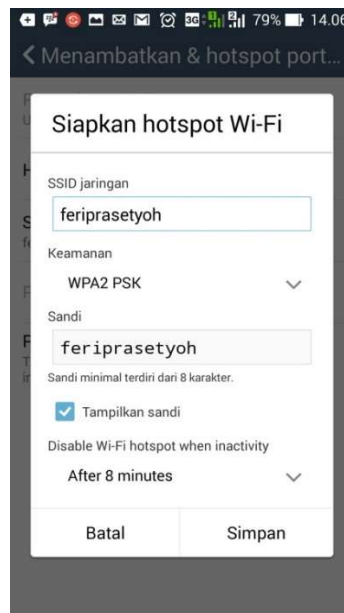 3G 79% 14.06
Menambatkan & hotspot port...
Siapkan hotspot Wi-Fi
SSID jaringan
feriprasetyoh
Keamanan
WPA2 PSK
Sandi
feriprasetyoh
Sandi minimal terdiri dari 8 karakter.
Tampilkan sandi
Disable Wi-Fi hotspot when inactivity
After 8 minutes
Batal Simpan